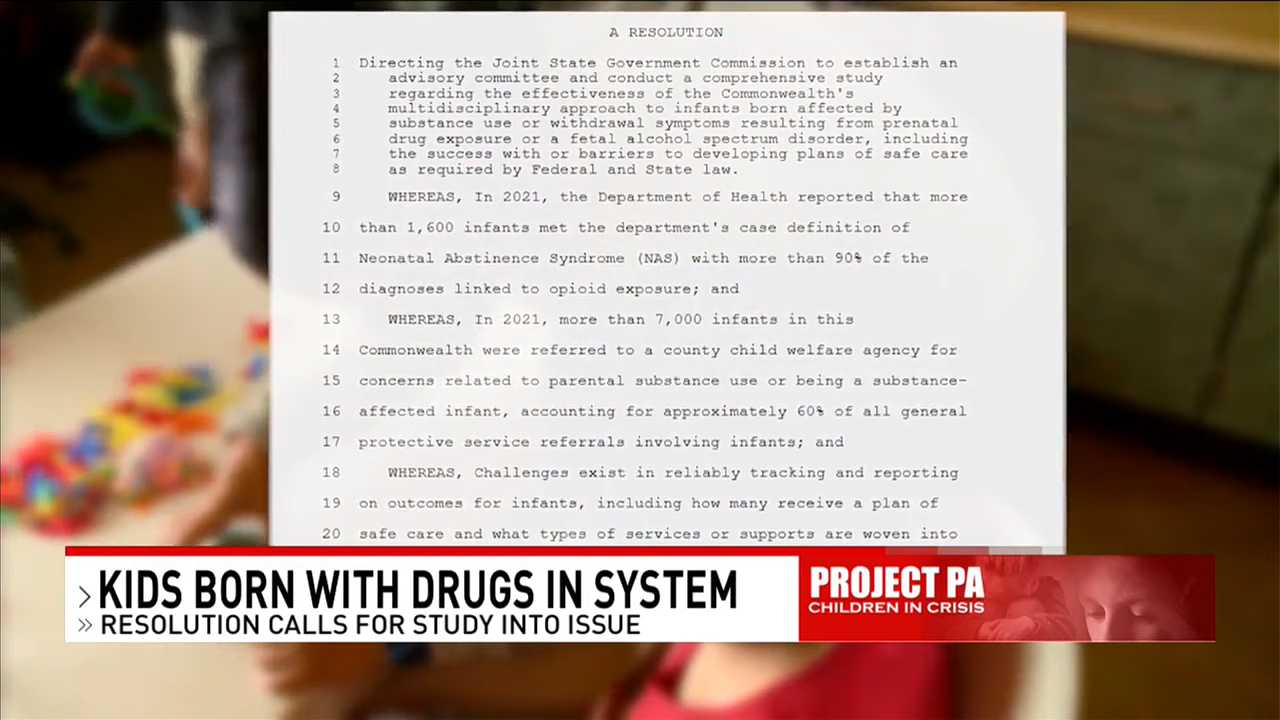 A RESOLUTION
1 Directing the Joint State Government Commission to establish an
2 advisory committee and conduct a comprehensive study
3 regarding the effectiveness of the Commonwealth's
4 multidisciplinary approach to infants born affected by
5 substance use or withdrawal symptoms resulting from prenatal
6 drug exposure or a fetal alcohol spectrum disorder, including
7 the success with or barriers to developing plans of safe care
8 as required by Federal and State law.
9 WHEREAS, In 2021, the Department of Health reported that more
10 than 1,600 infants met the department's case definition of
11 Neonatal Abstinence Syndrome (NAS) with more than 90% of the
12 diagnoses linked to opioid exposure; and
13 WHEREAS, In 2021, more than 7,000 infants in this
14 Commonwealth were referred to a county child welfare agency for
15 concerns related to parental substance use or being a substance-
16 affected infant, accounting for approximately 60% of all general
17 protective service referrals involving infants; and
18 WHEREAS, Challenges exist in reliably tracking and reporting
19 on outcomes for infants, including how many receive a plan of
20 safe care and what types of services or supports are woven into
> KIDS BORN WITH DRUGS IN SYSTEM
» RESOLUTION CALLS FOR STUDY INTO ISSUE
PROJECT PA
CHILDREN IN CRISIS